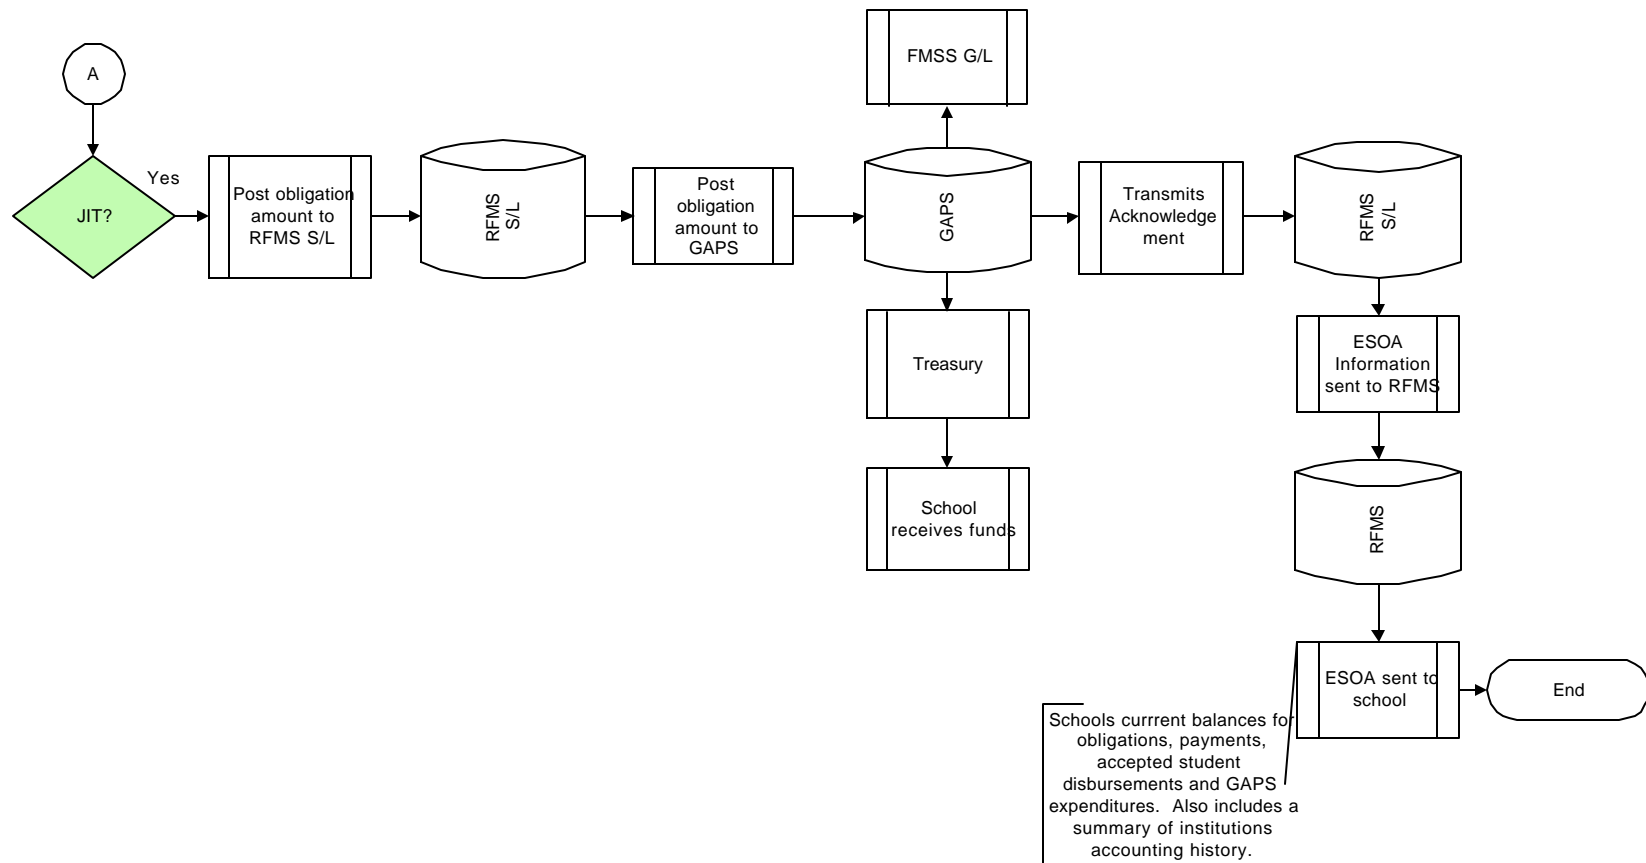 FMSS G/L
A
Yes
JIT?
Post obligation
amount to
RFMS S/L
RFMS
S/L
Post
obligation
amount to
GAPS
GAPS
Transmits
Acknowledge
ment
RFMS
S/L
Treasury
ESOA
Information
sent to RFMS
School
receives funds
RFMS
ESOA sent to
school
End
Schools currrent balances for
obligations, payments,
accepted student
disbursements and GAPS
expenditures.  Also includes a
summary of institutions
accounting history.